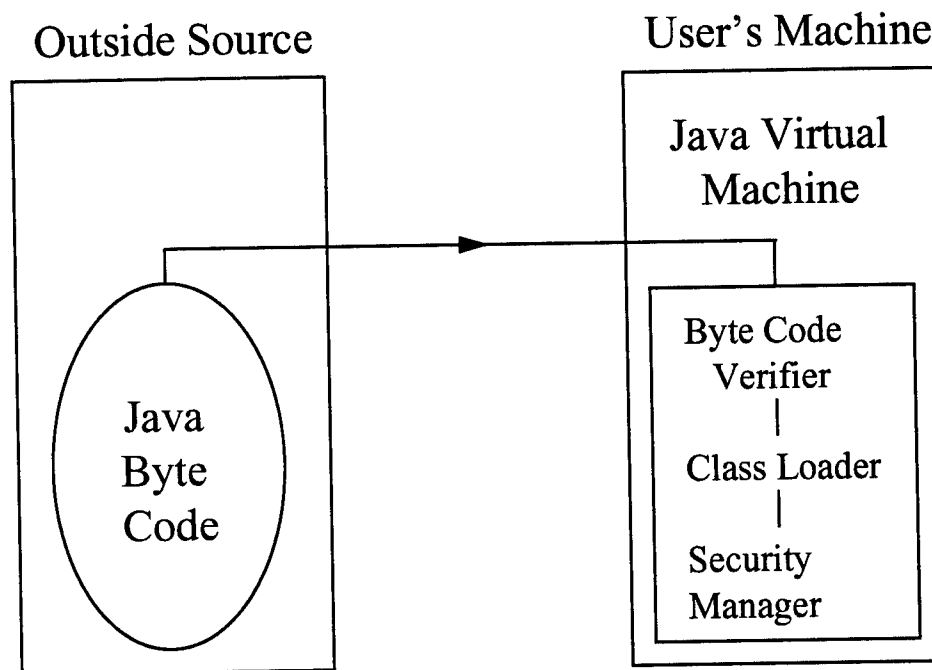 Outside Source
User's Machine
Java Virtual
Machine
Java
Byte
Code
Byte Code
Verifier
Class Loader
Security
Manager